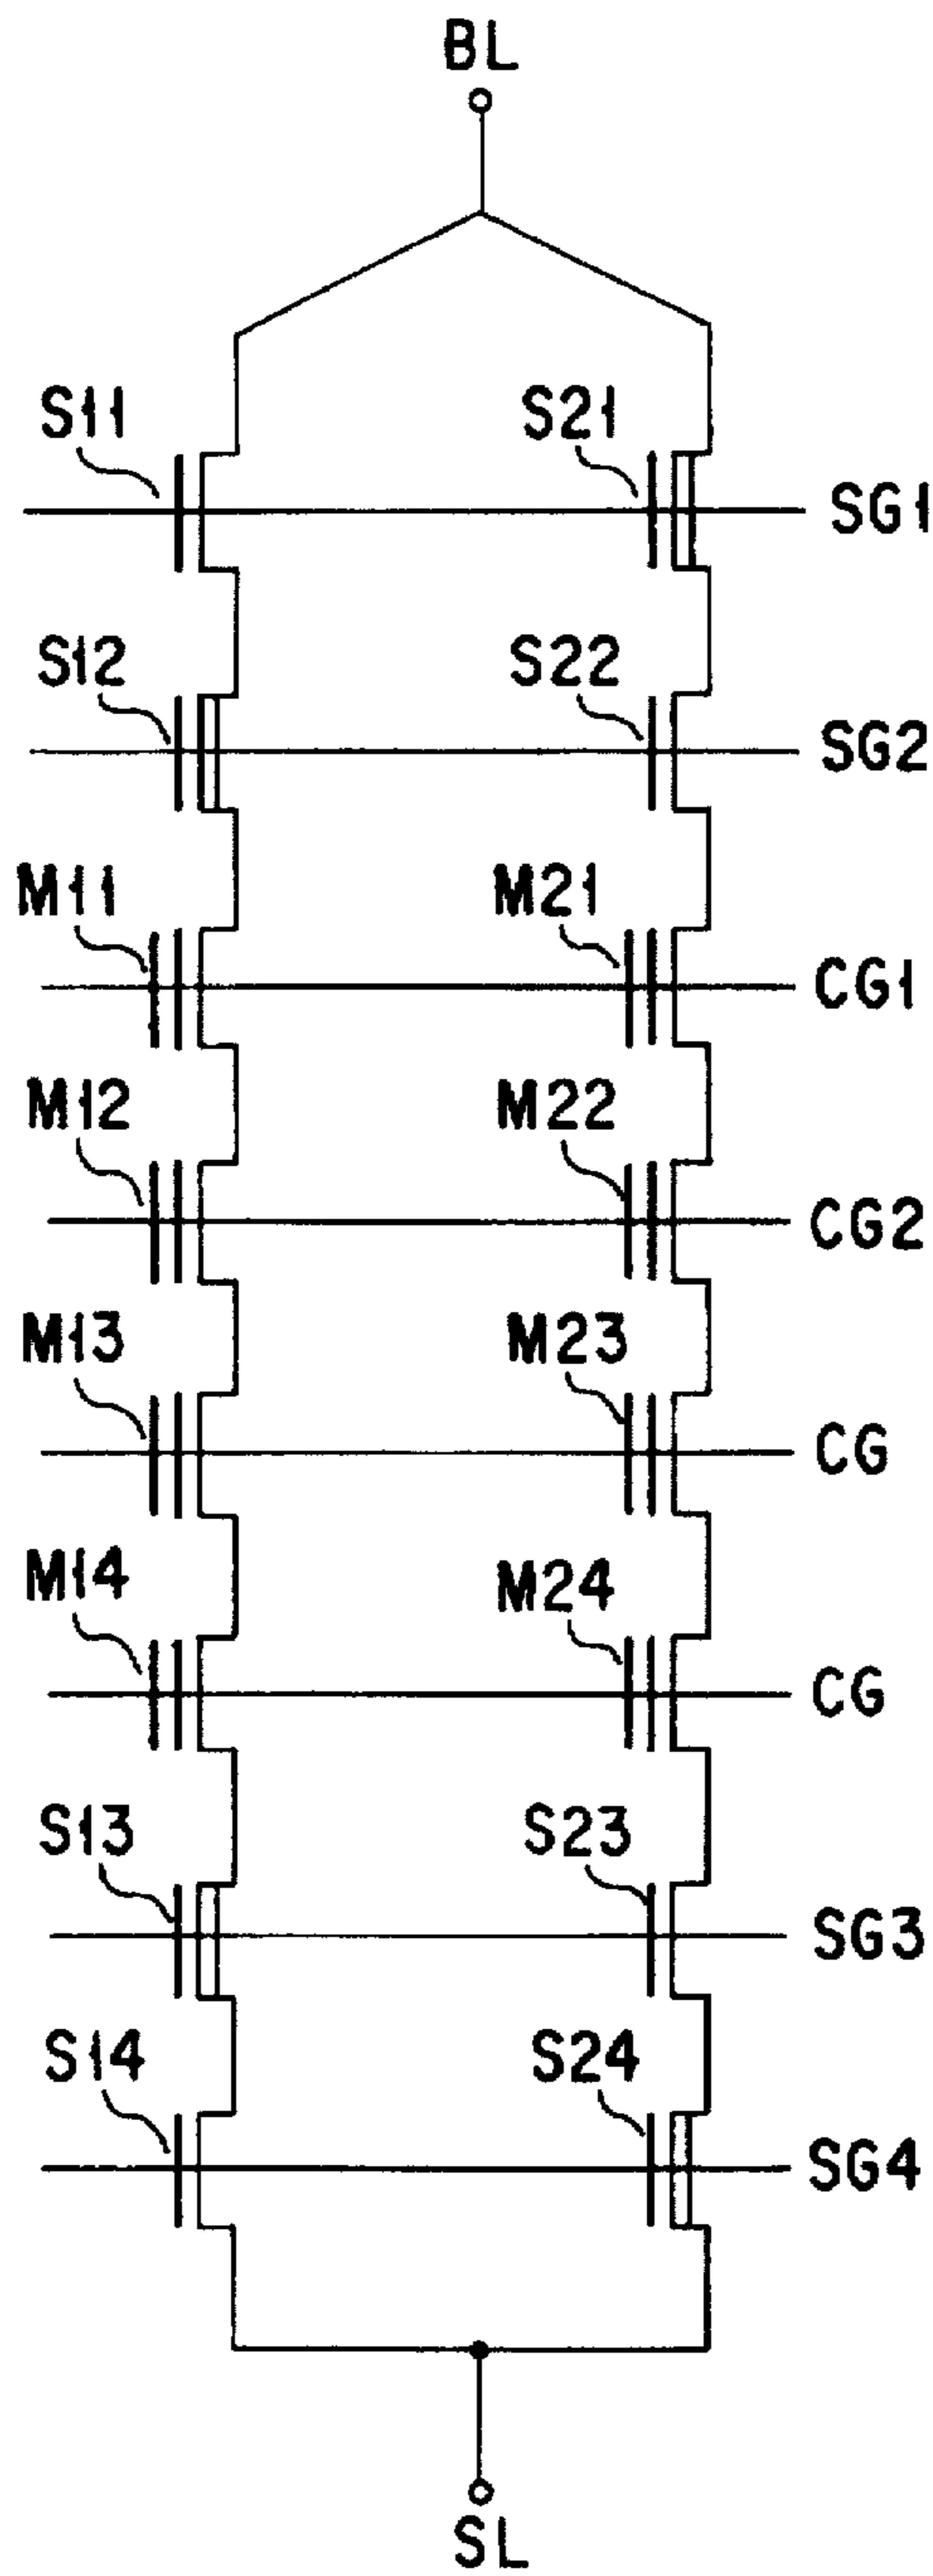 BL
S11 S21 SG1
S12 S22 SG2
M11 M21 CG1
M12 M22 CG2
M13 M23 CG
M14 M24 CG
S13 S23 SG3
S14 S24 SG4
SL